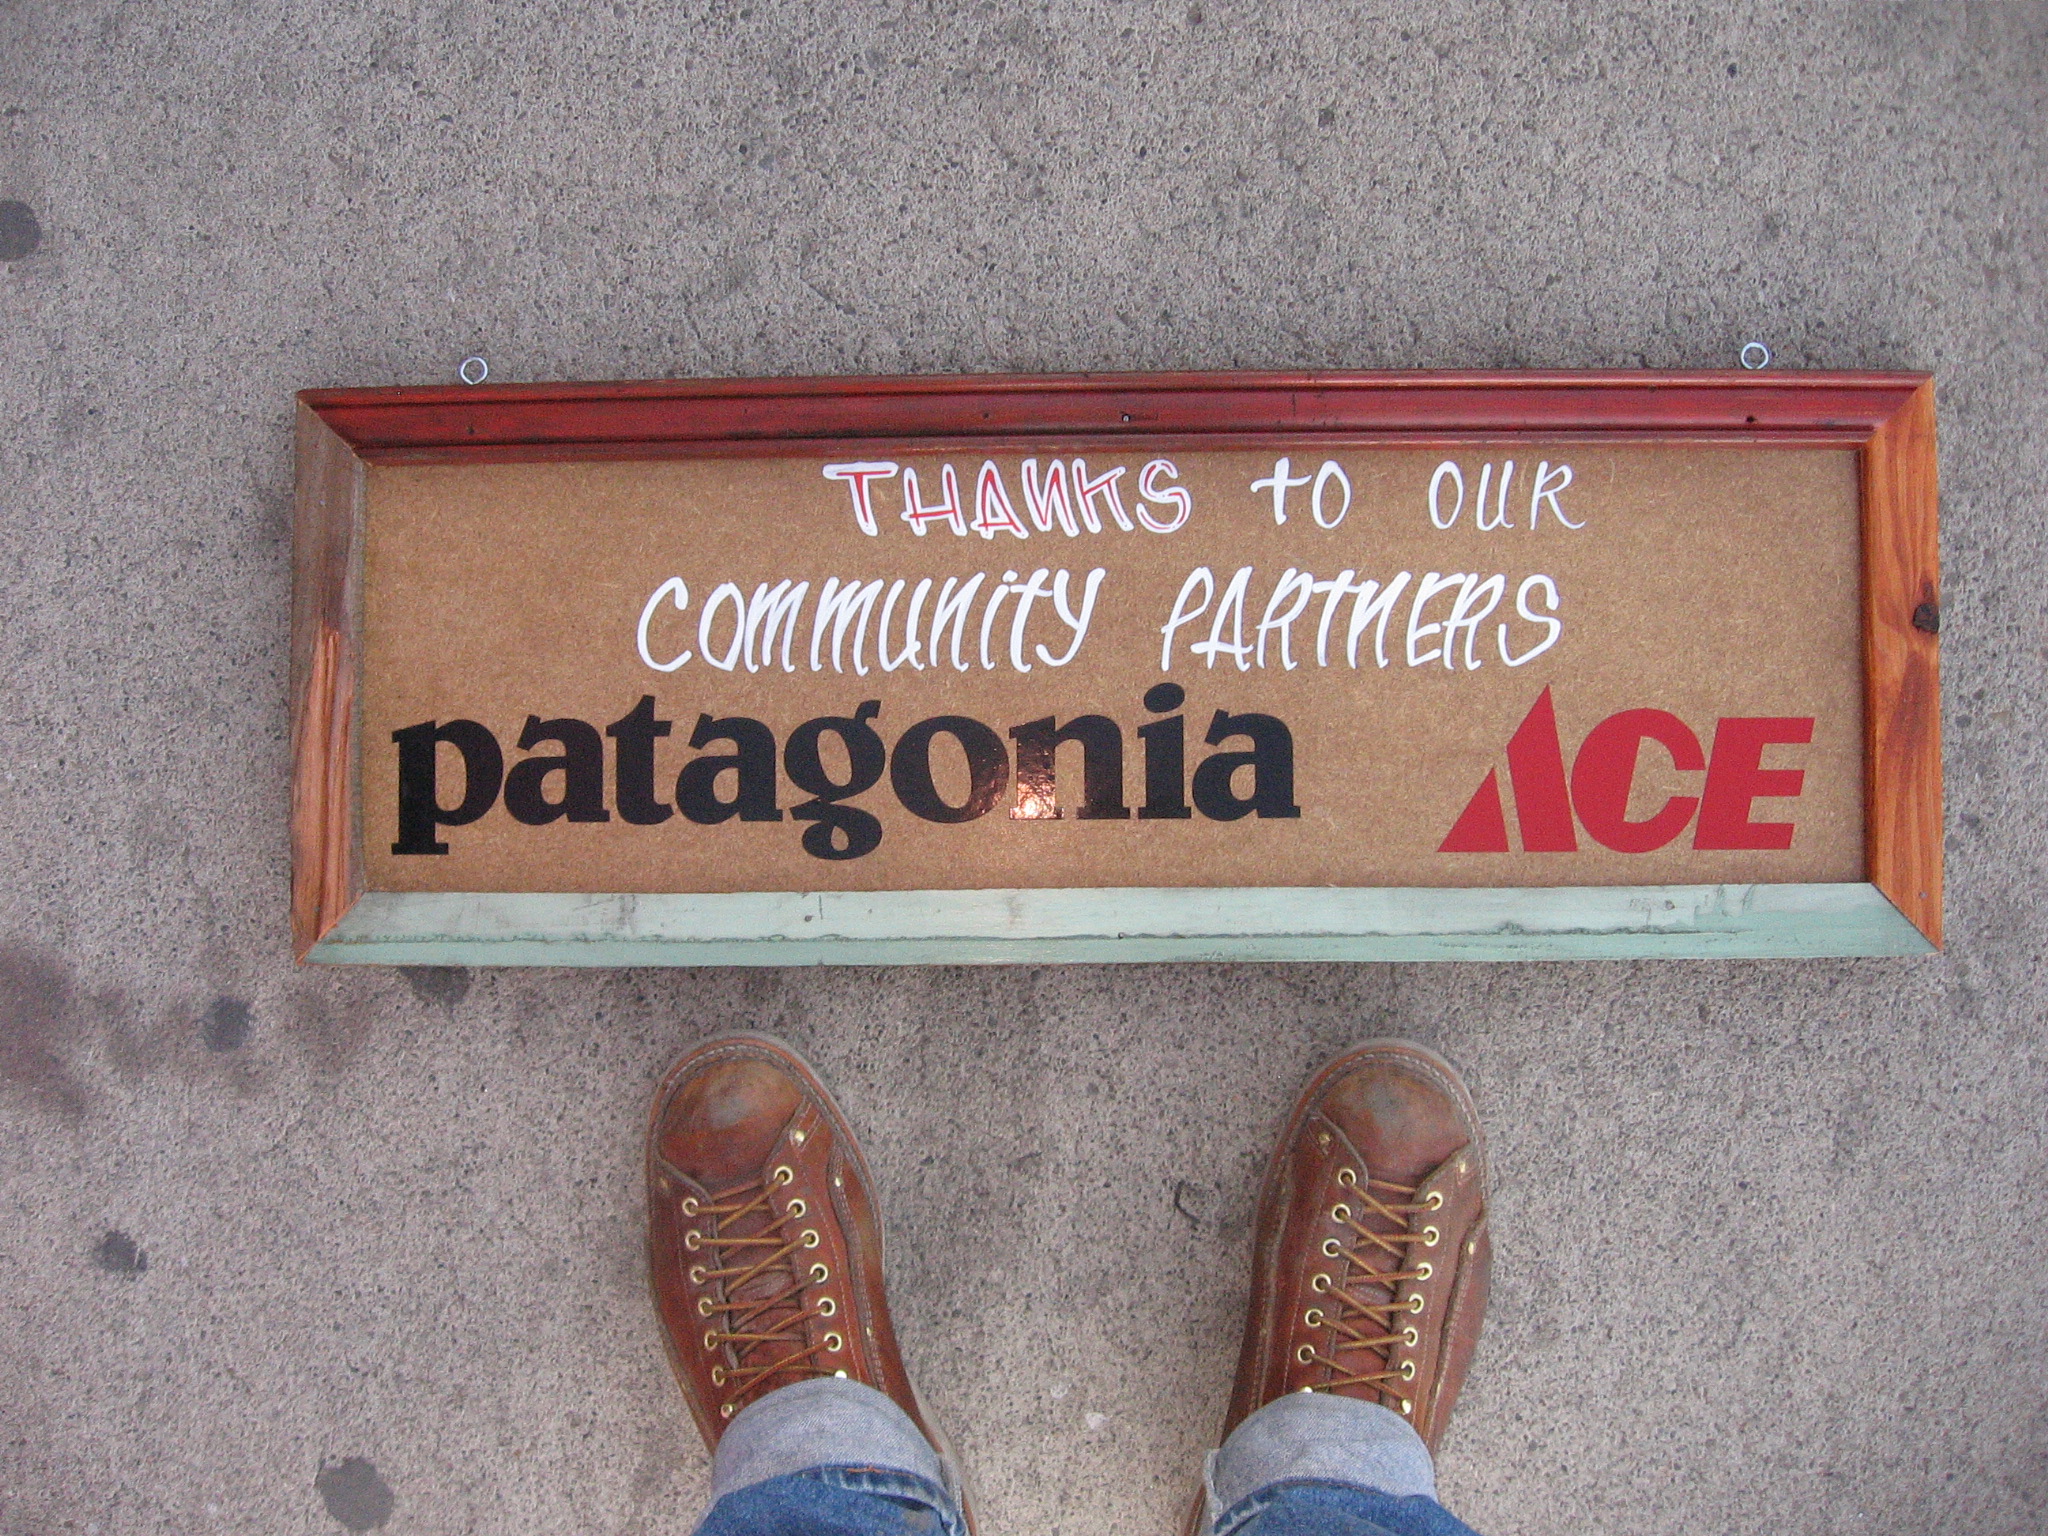 THANKS to OUR
COMMUNitY PARTNERS
patagonia ACE